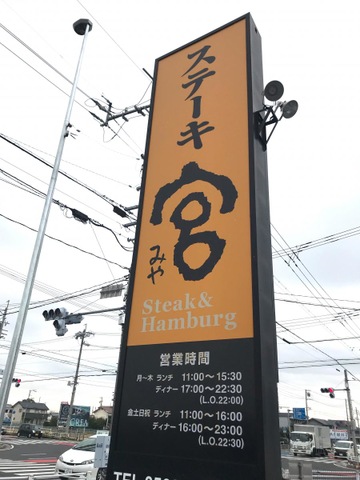 ステーキ
宮
みや
Steak&
Hamburg
営業時間
月～木 ランチ 11:00～15:30
ディナー 17:00～22:30
(L.O.22:00)
金土日祝 ランチ 11:00～16:00
ディナー 16:00～23:00
(L.O.22:30)